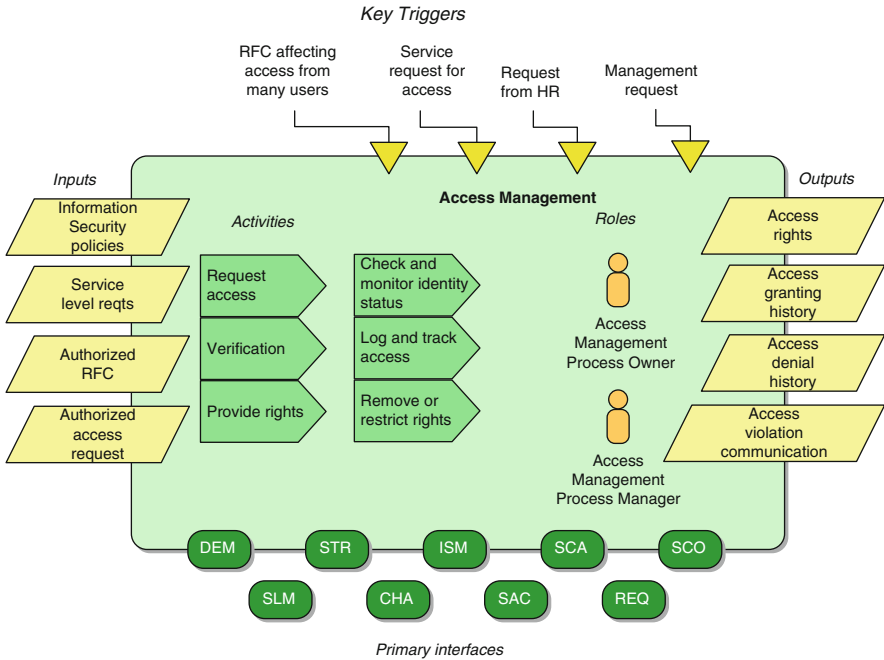 Key Triggers
RFC affecting
access from
many users
Service
request for
access
Request
from HR
Management
request
Inputs
Information
Security
policies
Service
level reqts
Authorized
RFC
Authorized
access
request
Access Management
Activities
Request
access
Verification
Provide rights
Check and
monitor identity
status
Log and track
access
Remove or
restrict rights
Roles
Access
Management
Process Owner
Access
Management
Process Manager
Outputs
Access
rights
Access
granting
history
Access
denial
history
Access
violation
communication
DEM
STR
ISM
SCA
SCO
SLM
CHA
SAC
REQ
Primary interfaces